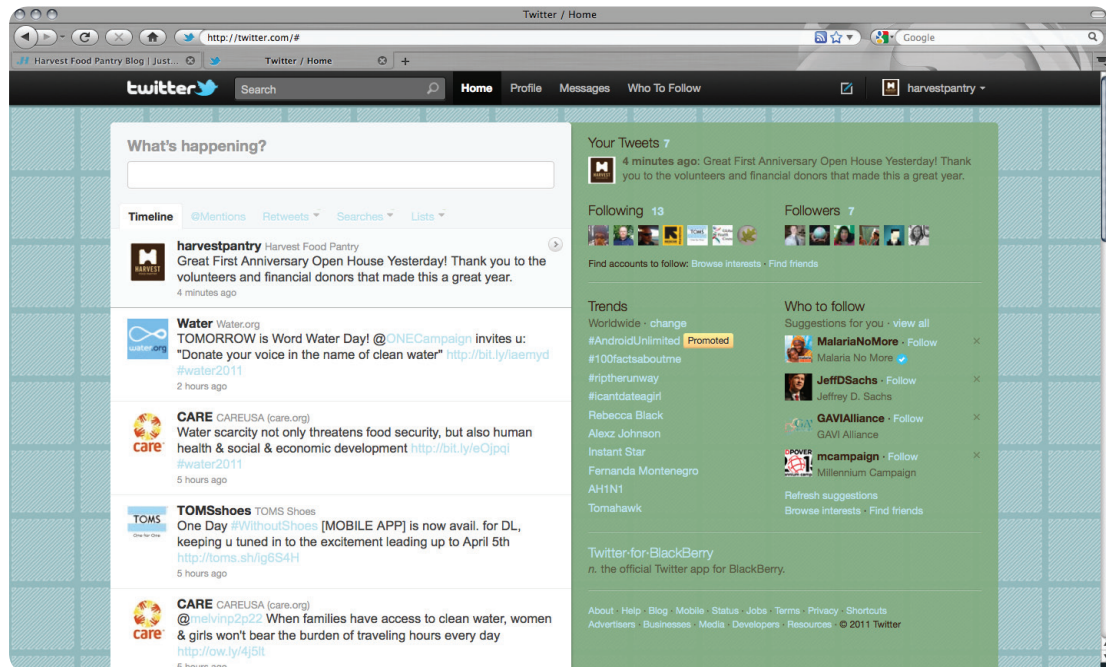 Twitter / Home
http://twitter.com/#
Google
Harvest Food Pantry Blog | Just...
Twitter / Home
twitter
Search
Home Profile Messages Who To Follow
harvestpantry
What's happening?
Timeline @Mentions Retweets Searches Lists
HARVEST
harvestpantry Harvest Food Pantry
Great First Anniversary Open House Yesterday! Thank you to the
volunteers and financial donors that made this a great year.
4 minutes ago
water.org
Water Water.org
TOMORROW is Word Water Day! @ONECampaign invites u:
"Donate your voice in the name of clean water" http://bit.ly/iaemyd
#water2011
2 hours ago
care
CARE CAREUSA (care.org)
Water scarcity not only threatens food security, but also human
health & social & economic development http://bit.ly/eOjpqi
#water2011
5 hours ago
TOMS
One for One
TOMSshoes TOMS Shoes
One Day #WithoutShoes [MOBILE APP] is now avail. for DL,
keeping u tuned in to the excitement leading up to April 5th
http://toms.sh/ig6S4H
5 hours ago
care
CARE CAREUSA (care.org)
@melvinp2p22 When families have access to clean water, women
& girls won't bear the burden of traveling hours every day
http://ow.ly/4j5lt
5 hours ago
Your Tweets 7
HARVEST
4 minutes ago: Great First Anniversary Open House Yesterday! Thank
you to the volunteers and financial donors that made this a great year.
Following 13
Followers 7
TOMS
Find accounts to follow: Browse interests · Find friends
Trends
Worldwide · change
#AndroidUnlimited Promoted
#100factsaboutme
#riptherunway
#icantdateagirl
Rebecca Black
Alexz Johnson
Instant Star
Fernanda Montenegro
AH1N1
Tomahawk
Who to follow
Suggestions for you · view all
MalariaNoMore · Follow
Malaria No More
JeffDSachs · Follow
Jeffrey D. Sachs
GAVIAlliance · Follow
GAVI Alliance
mcampaign · Follow
Millennium Campaign
Refresh suggestions
Browse interests · Find friends
Twitter·for·BlackBerry
n. the official Twitter app for BlackBerry.
About · Help · Blog · Mobile · Status · Jobs · Terms · Privacy · Shortcuts
Advertisers · Businesses · Media · Developers · Resources · © 2011 Twitter